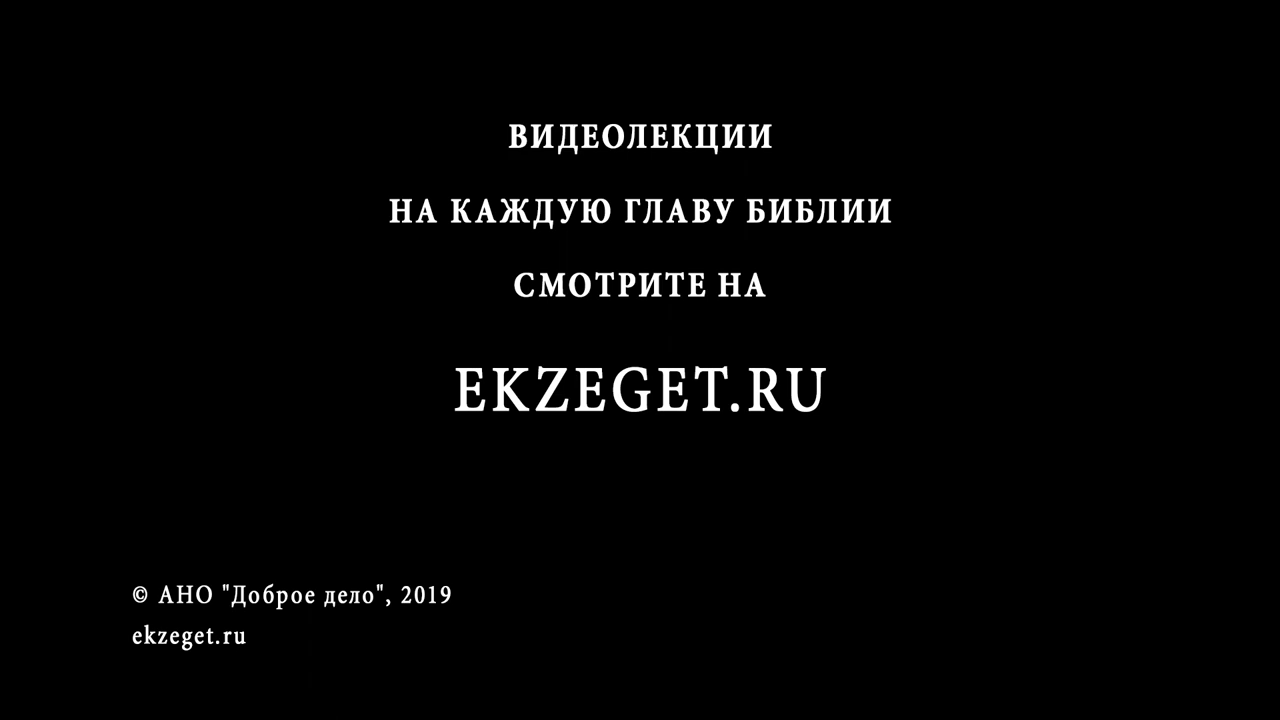 ВИДЕОЛЕКЦИИ
НА КАЖДУЮ ГЛАВУ БИБЛИИ
СМОТРИТЕ НА
EKZEGET.RU
© АНО "Доброе дело", 2019
ekzeget.ru